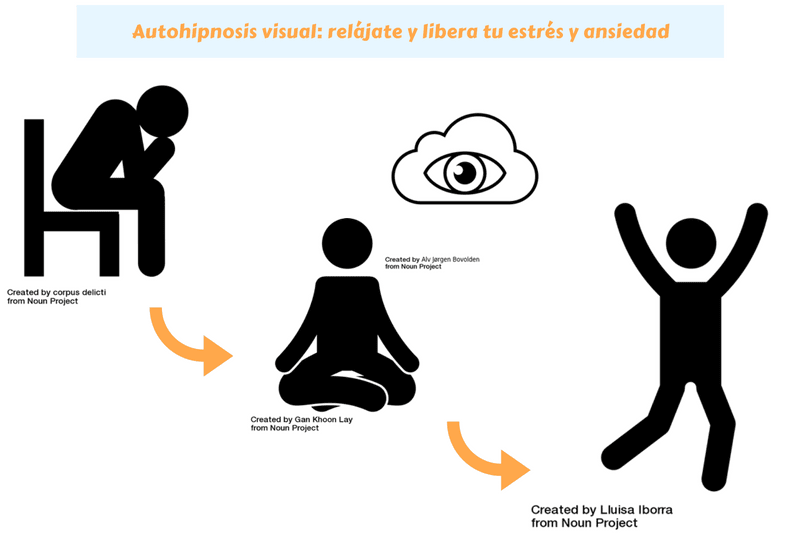 Autohipnosis visual: relájate y libera tu estrés y ansiedad
Created by corpus delicti
from Noun Project
Created by Alv Jørgen Bovolden
from Noun Project
Created by Gan Khoon Lay
from Noun Project
Created by Lluisa Iborra
from Noun Project